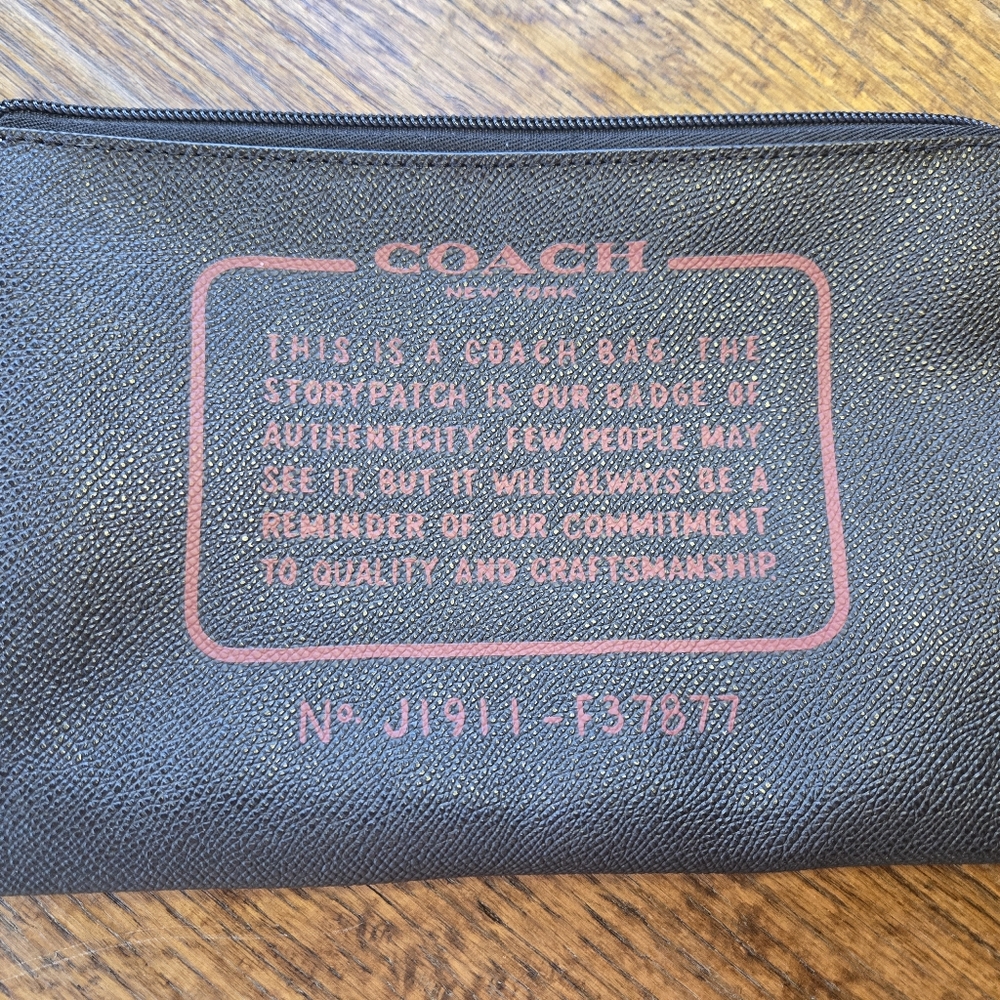 COACH
NEW YORK
THIS IS A COACH BAG. THE
STORYPATCH IS OUR BADGE OF
AUTHENTICITY. FEW PEOPLE MAY
SEE IT, BUT IT WILL ALWAYS BE A
REMINDER OF OUR COMMITMENT
TO QUALITY AND CRAFTSMANSHIP.
No. J1911-F37877